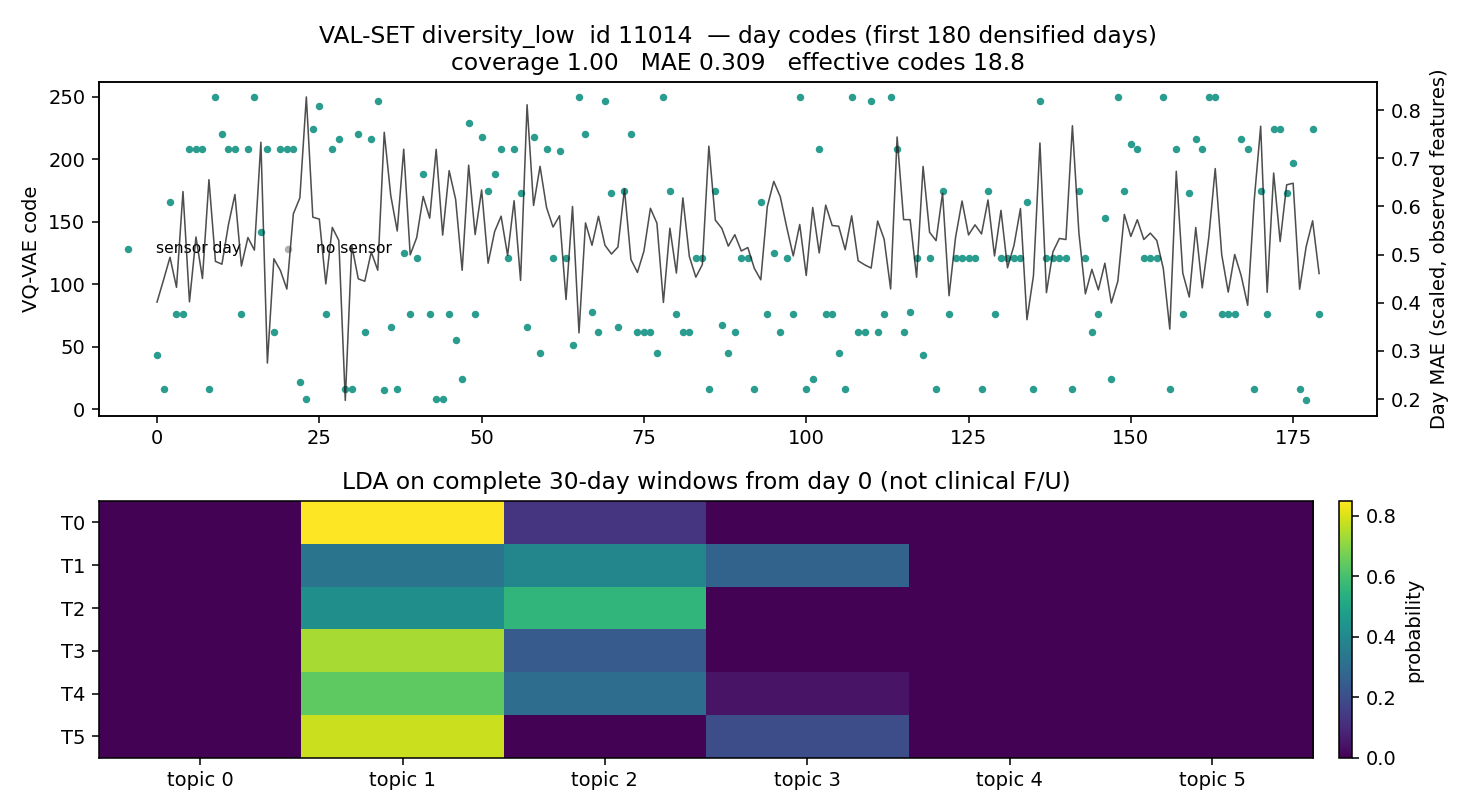 VAL-SET diversity_low  id 11014  — day codes (first 180 densified days)
coverage 1.00   MAE 0.309   effective codes 18.8
VQ-VAE code
250
200
150
100
50
0
sensor day
no sensor
0.8
0.7
0.6
0.5
0.4
0.3
0.2
Day MAE (scaled, observed features)
0 25 50 75 100 125 150 175
LDA on complete 30-day windows from day 0 (not clinical F/U)
T0
T1
T2
T3
T4
T5
topic 0 topic 1 topic 2 topic 3 topic 4 topic 5
0.8
0.6
0.4
0.2
0.0
probability